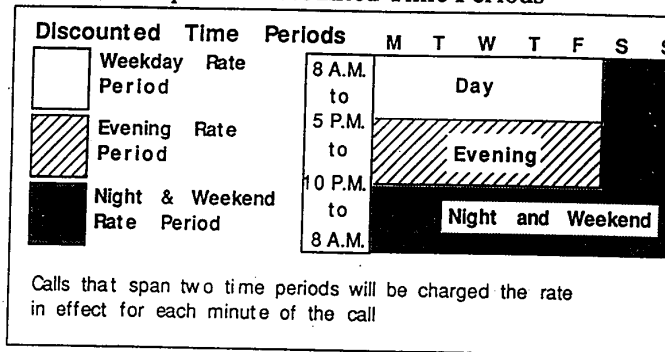 Discounted Time Periods
M T W T F S S
Weekday Rate
Period
8 A.M.
to
Day
Evening Rate
Period
5 P.M.
to
Evening
10 P.M.
Night & Weekend
Rate Period
to
Night and Weekend
8 A.M.
Calls that span two time periods will be charged the rate
in effect for each minute of the call